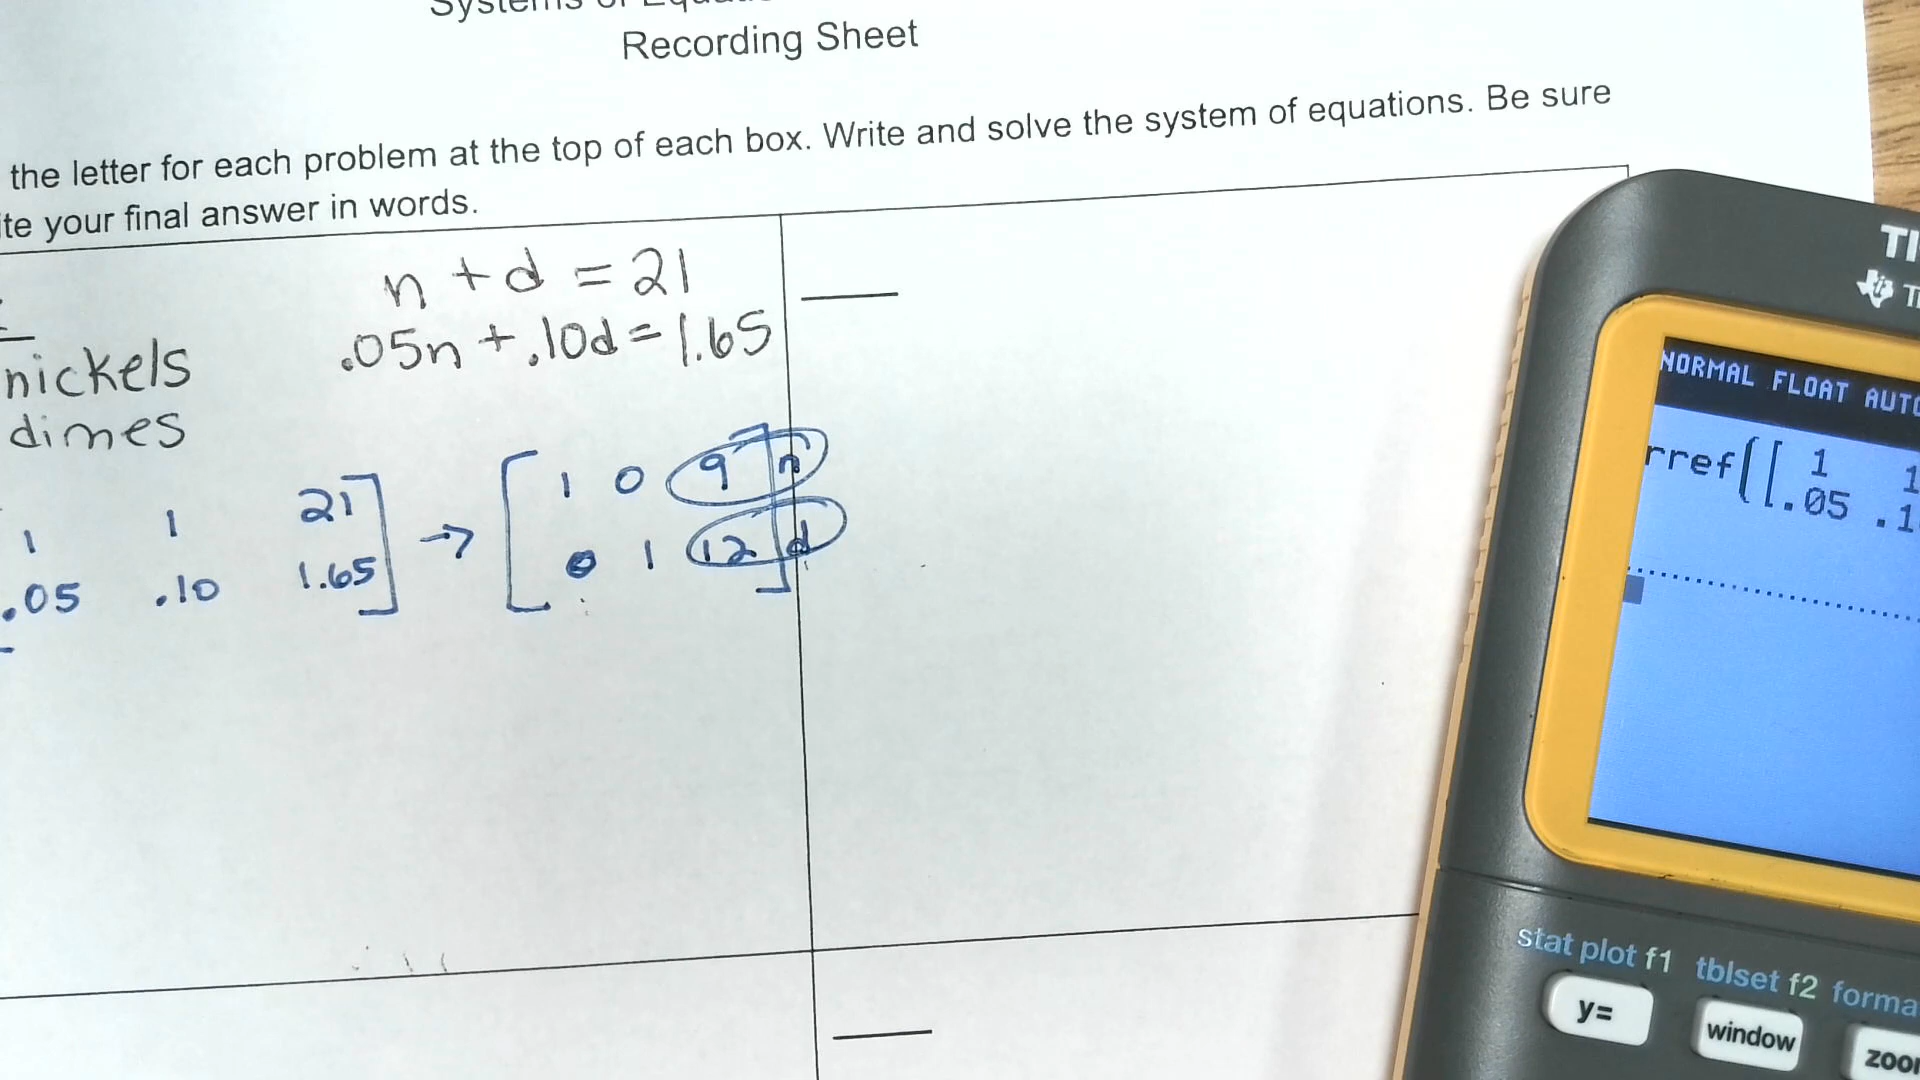 Systems of
Recording Sheet
the letter for each problem at the top of each box. Write and solve the system of equations. Be sure
te your final answer in words.
n + d = 21
.05n + .10d = 1.65
nickels
dimes
1 1 21
.05 .10 1.65
→
1 0 9 n
0 1 12 d
TI
NORMAL FLOAT AUTO
rref([[ 1 1
.05 .1
stat plot f1 tblset f2 forma
y= window zoo